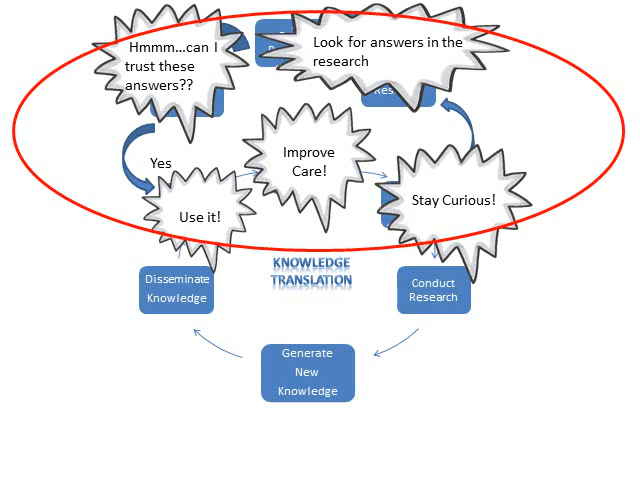 Hmmm...can I
trust these
answers??
Look for answers in the
research
Res
Yes
Improve
Care!
Use it!
Stay Curious!
KNOWLEDGE
TRANSLATION
Disseminate
Knowledge
Conduct
Research
Generate
New
Knowledge